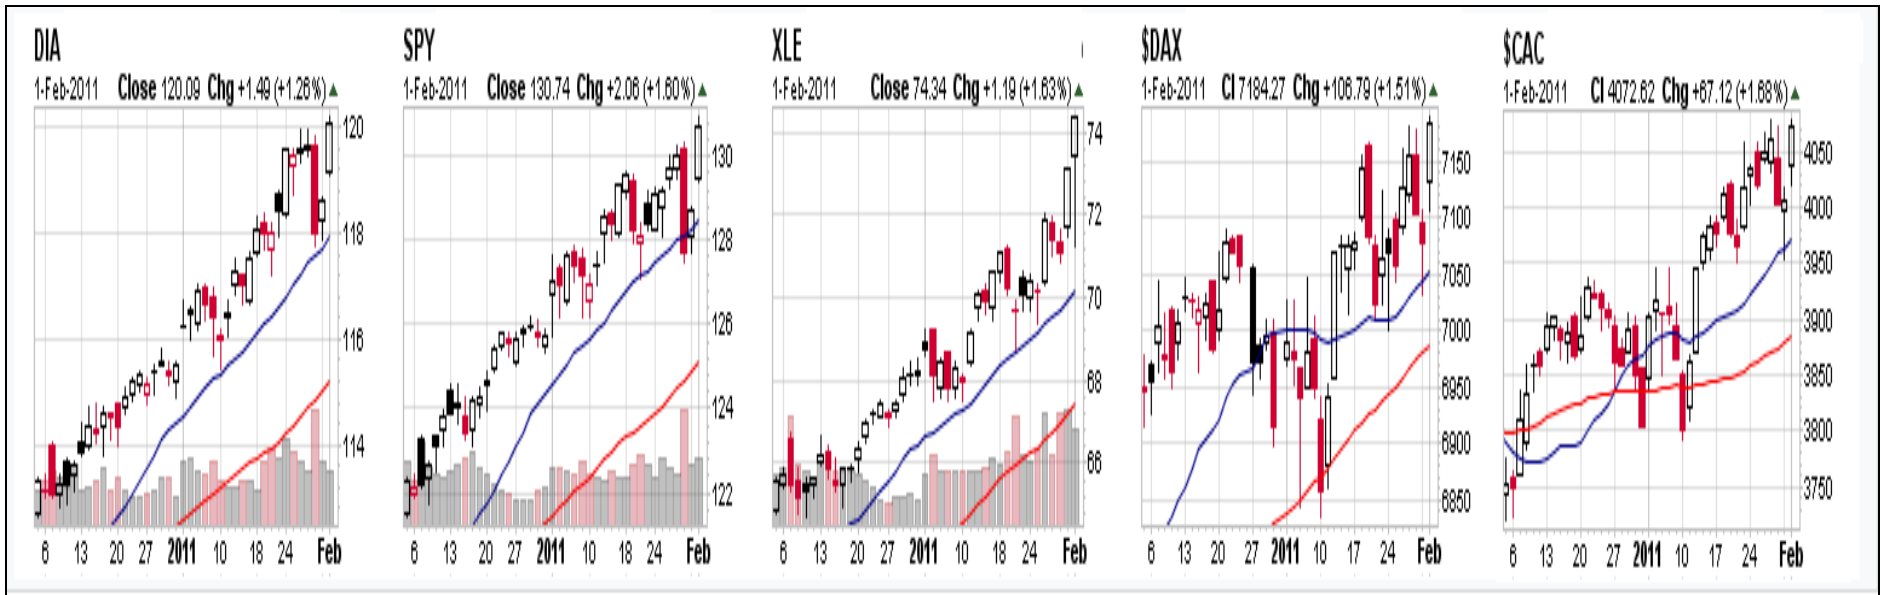 DIA
1-Feb-2011 Close 120.09 Chg +1.49 (+1.26%)
120
118
116
114
6 13 20 27 2011 10 18 24 Feb
SPY
1-Feb-2011 Close 130.74 Chg +2.06 (+1.60%)
130
128
126
124
122
6 13 20 27 2011 10 18 24 Feb
XLE
1-Feb-2011 Close 74.34 Chg +1.19 (+1.63%)
74
72
70
68
66
6 13 20 27 2011 10 18 24 Feb
$DAX
1-Feb-2011 Cl 7184.27 Chg +106.79 (+1.51%)
7150
7100
7050
7000
6950
6900
6850
6 13 20 27 2011 10 17 24 Feb
$CAC
1-Feb-2011 Cl 4072.62 Chg +67.12 (+1.68%)
4050
4000
3950
3900
3850
3800
3750
6 13 20 27 2011 10 17 24 Feb